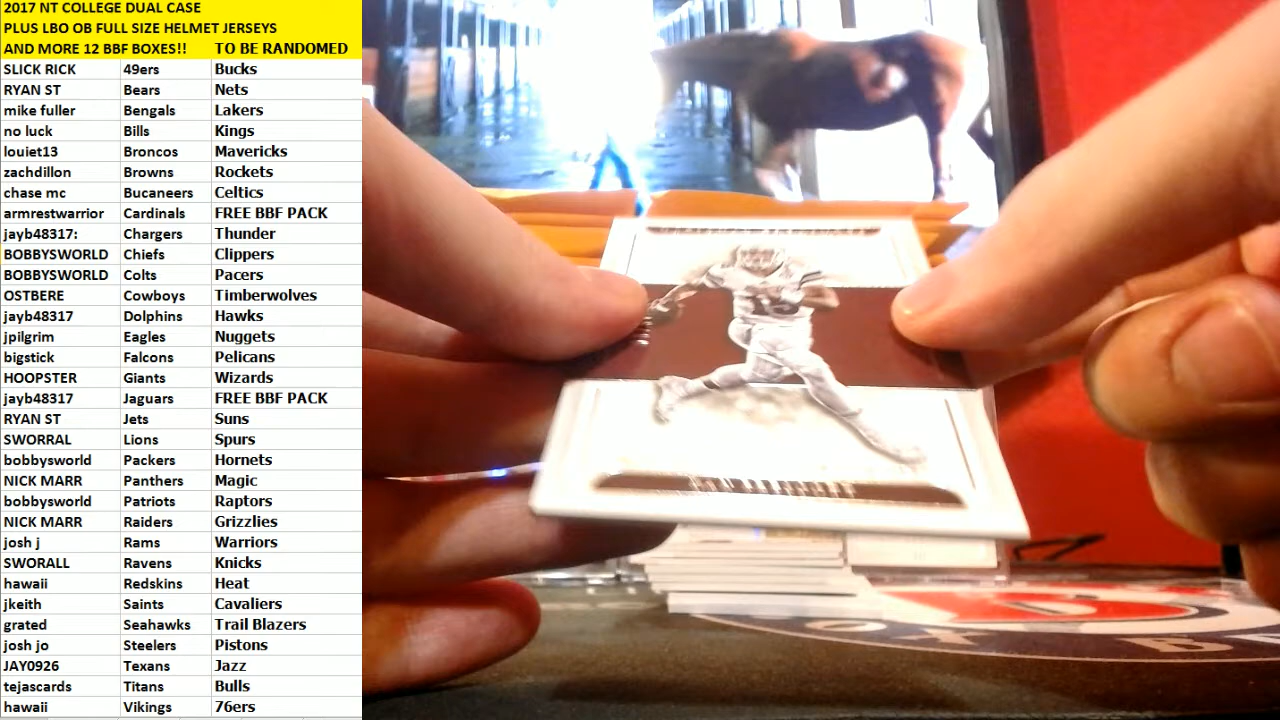 2017 NT COLLEGE DUAL CASE
PLUS LBO OB FULL SIZE HELMET JERSEYS
AND MORE 12 BBF BOXES!! TO BE RANDOMED
SLICK RICK 49ers Bucks
RYAN ST Bears Nets
mike fuller Bengals Lakers
no luck Bills Kings
louiet13 Broncos Mavericks
zachdillon Browns Rockets
chase mc Bucaneers Celtics
armrestwarrior Cardinals FREE BBF PACK
jayb48317: Chargers Thunder
BOBBYSWORLD Chiefs Clippers
BOBBYSWORLD Colts Pacers
OSTBERE Cowboys Timberwolves
jayb48317 Dolphins Hawks
jpilgrim Eagles Nuggets
bigstick Falcons Pelicans
HOOPSTER Giants Wizards
jayb48317 Jaguars FREE BBF PACK
RYAN ST Jets Suns
SWORRAL Lions Spurs
bobbysworld Packers Hornets
NICK MARR Panthers Magic
bobbysworld Patriots Raptors
NICK MARR Raiders Grizzlies
josh j Rams Warriors
SWORALL Ravens Knicks
hawaii Redskins Heat
jkeith Saints Cavaliers
grated Seahawks Trail Blazers
josh jo Steelers Pistons
JAY0926 Texans Jazz
tejascards Titans Bulls
hawaii Vikings 76ers